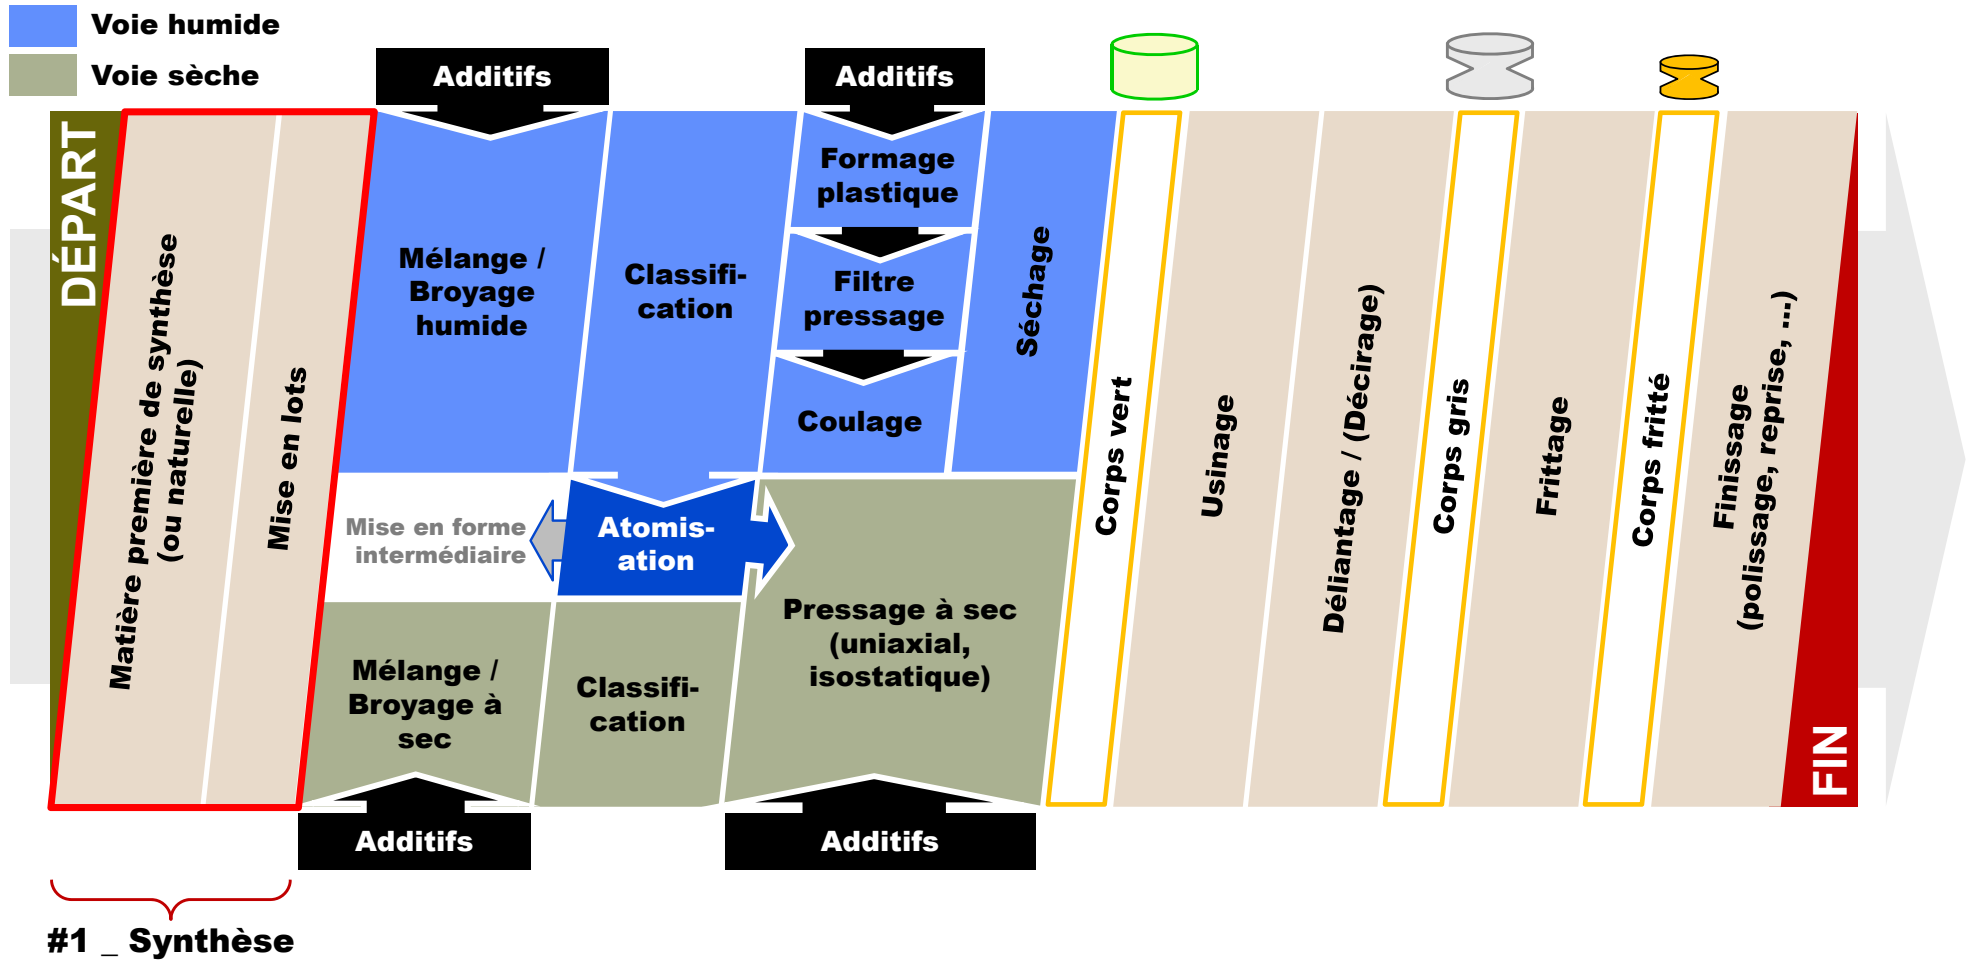 Voie humide
Voie sèche
Additifs
Additifs
DÉPART
Matière première de synthèse
(ou naturelle)
Mise en lots
Mélange /
Broyage
humide
Classifi-
cation
Formage
plastique
Filtre
pressage
Coulage
Séchage
Mise en forme
intermédiaire
Atomis-
ation
Mélange /
Broyage à
sec
Classifi-
cation
Pressage à sec
(uniaxial,
isostatique)
Corps vert
Usinage
Déliantage / (Décirage)
Corps gris
Frittage
Corps fritté
Finissage
(polissage, reprise, ...)
FIN
Additifs
Additifs
#1 _ Synthèse